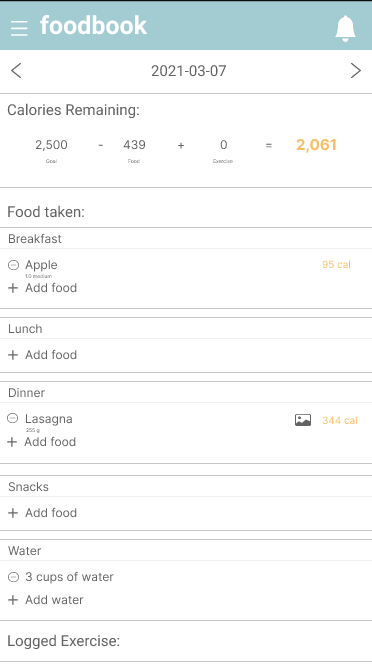 foodbook
2021-03-07
Calories Remaining:
2,500 - 439 + 0 = 2,061
Goal Food Exercise
Food taken:
Breakfast
Apple 95 cal
1.0 medium
+ Add food
Lunch
+ Add food
Dinner
Lasagna 344 cal
255 g
+ Add food
Snacks
+ Add food
Water
3 cups of water
+ Add water
Logged Exercise: